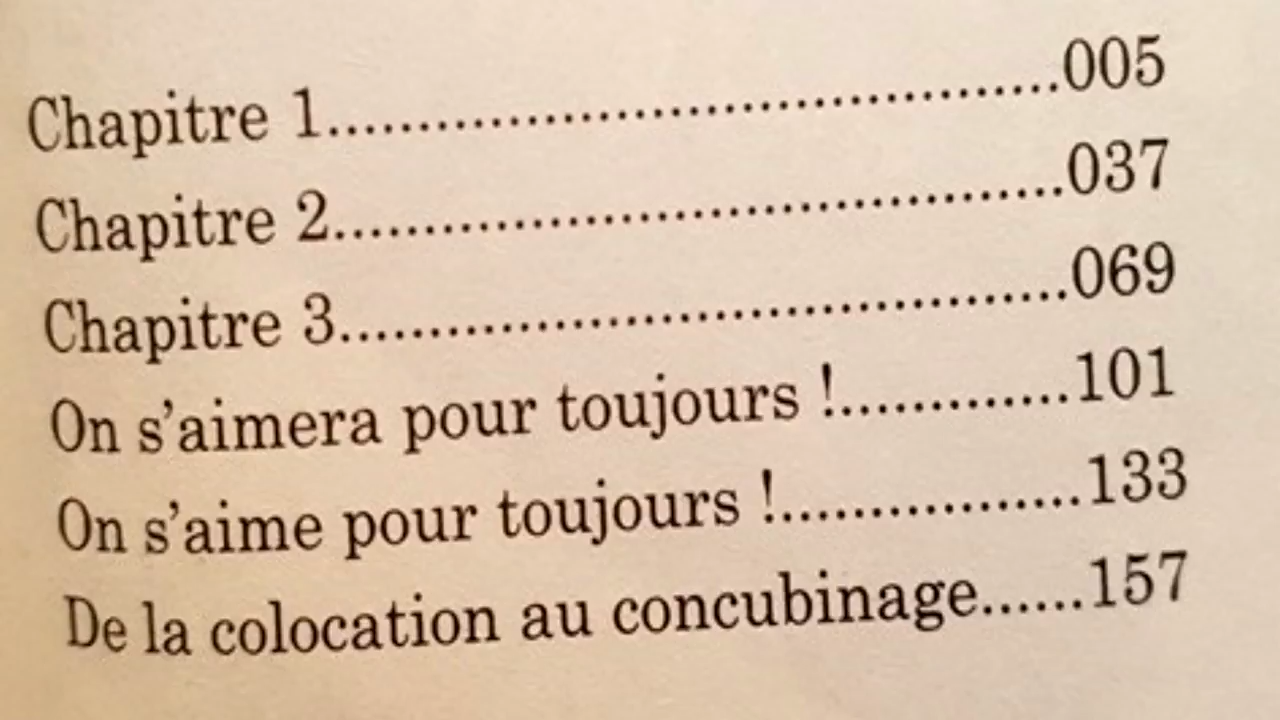 Chapitre 1..........................................005
Chapitre 2..........................................037
Chapitre 3..........................................069
On s'aimera pour toujours !.............101
On s'aime pour toujours !.................133
De la colocation au concubinage......157